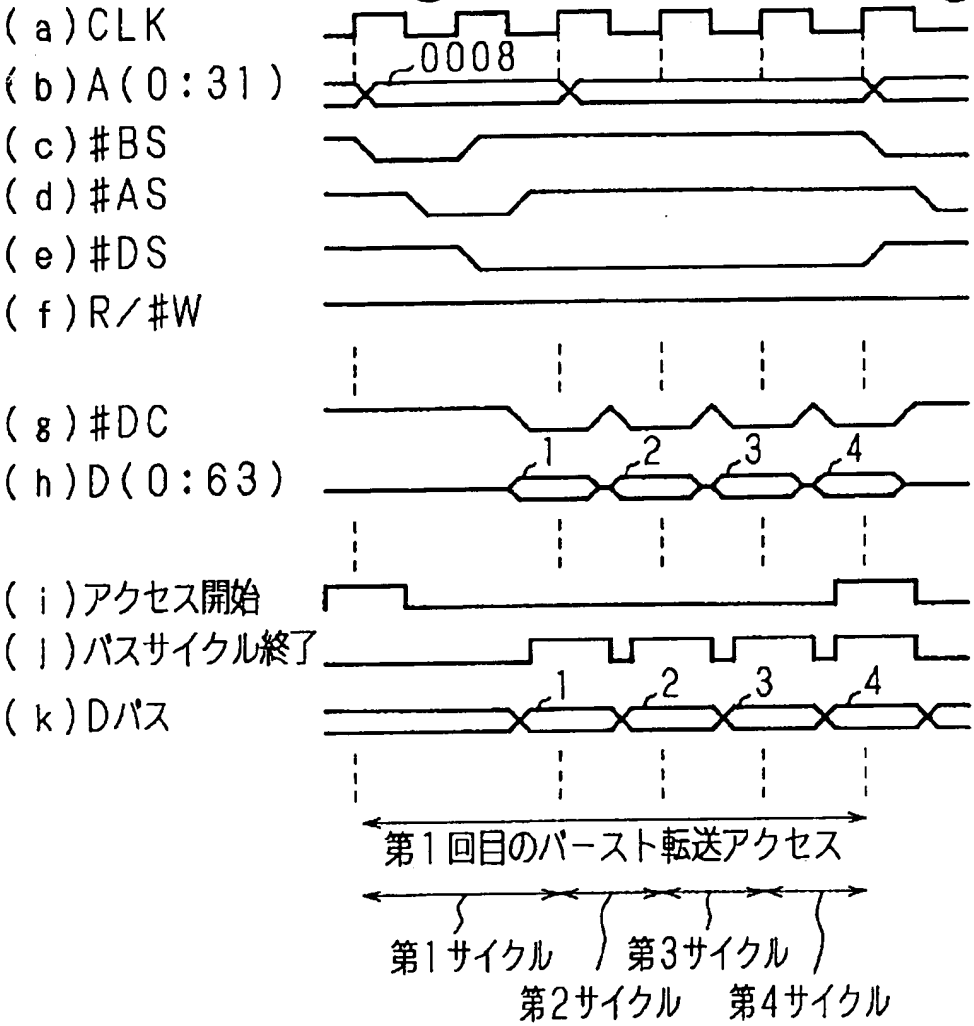 (a)CLK
(b)A(0:31)
0008
(c)#BS
(d)#AS
(e)#DS
(f)R/#W
(g)#DC
1 2 3 4
(h)D(0:63)
(i)アクセス開始
(j)バスサイクル終了
1 2 3 4
(k)Dバス
第1回目のバースト転送アクセス
第1サイクル 第3サイクル
第2サイクル 第4サイクル